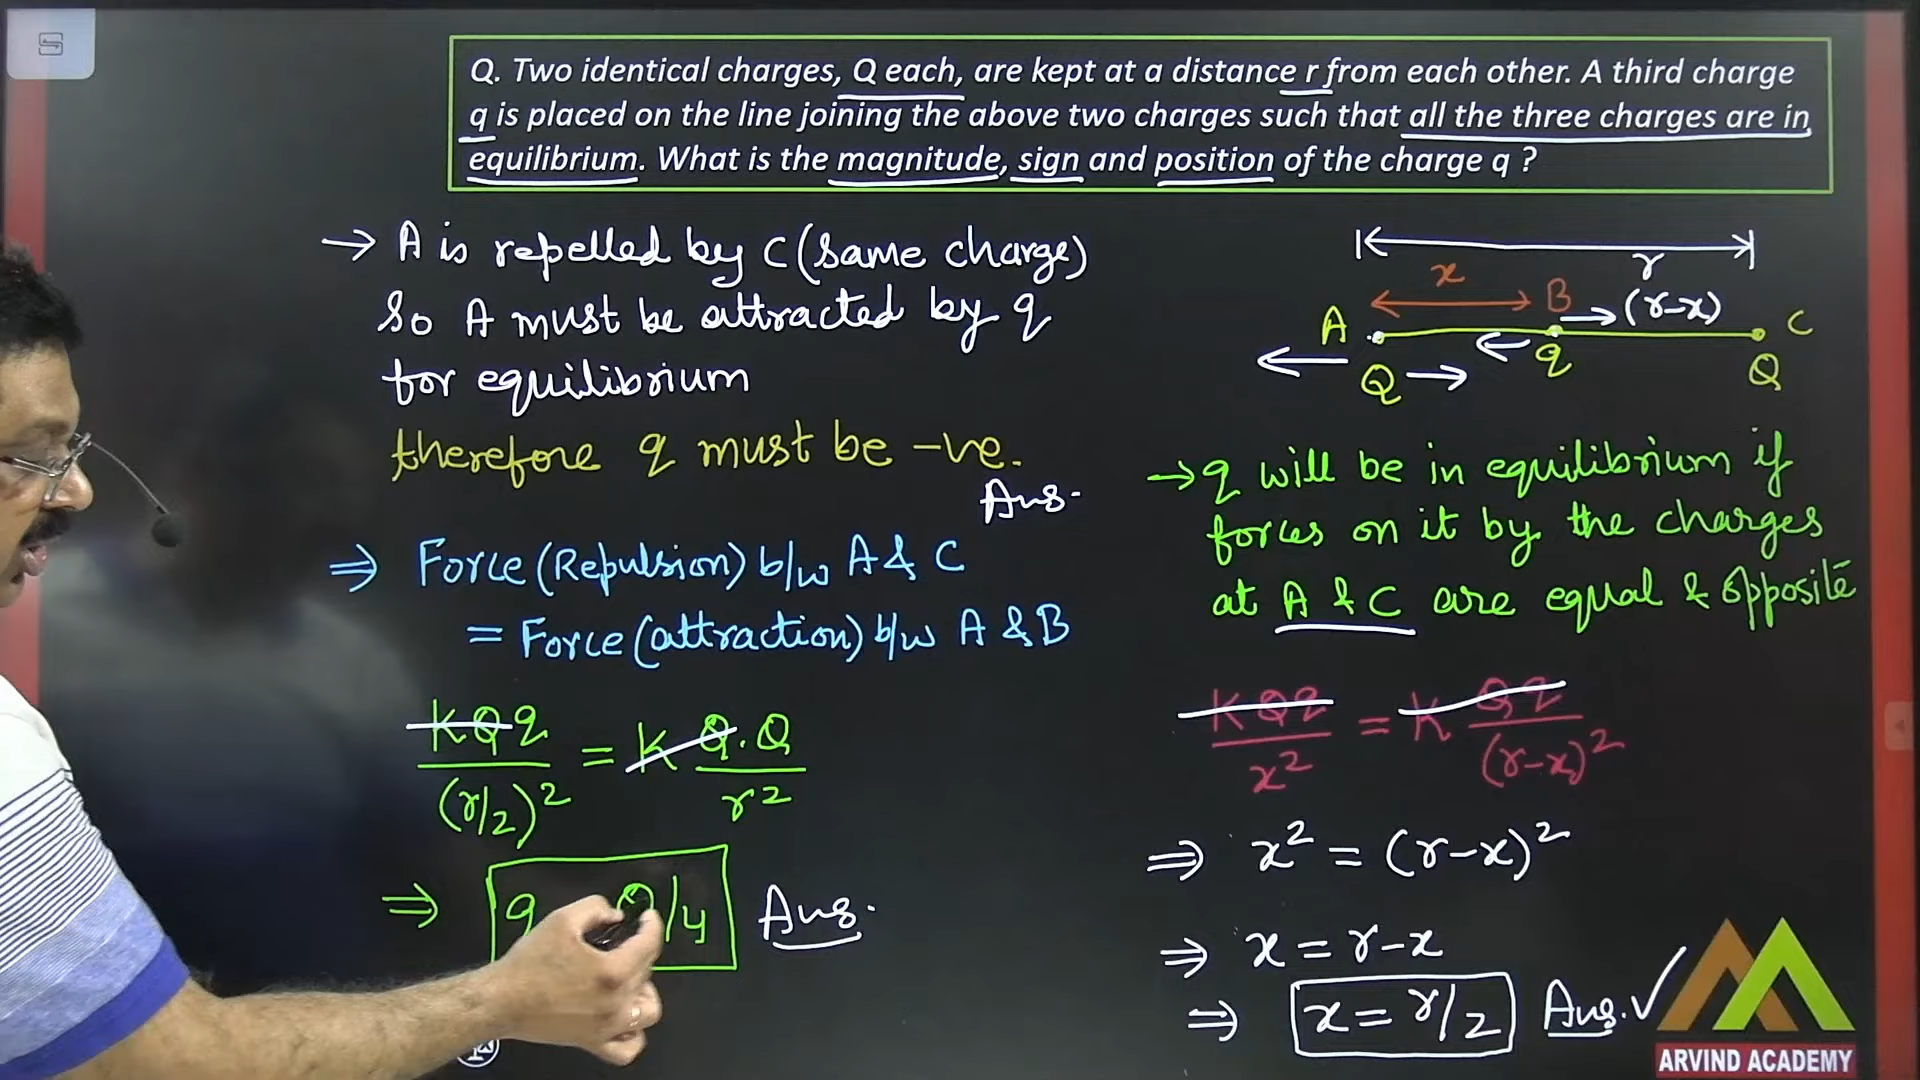 Q. Two identical charges, Q each, are kept at a distance r from each other. A third charge
q is placed on the line joining the above two charges such that all the three charges are in
equilibrium. What is the magnitude, sign and position of the charge q ?
→ A is repelled by C (same charge)
So A must be attracted by q
for equilibrium
therefore q must be -ve.
Ans.
⇒ Force (Repulsion) b/w A & C
= Force (attraction) b/w A & B
KQq/(r/2)² = K Q.Q/r²
⇒ q Q/4 Ans.
r
x B → (r-x)
A C
Q q Q
→ q will be in equilibrium if
forces on it by the charges
at A & C are equal & opposite
KQq/x² = K Qq/(r-x)²
⇒ x² = (r-x)²
⇒ x = r-x
⇒ x = r/2 Ans. ✓
ARVIND ACADEMY